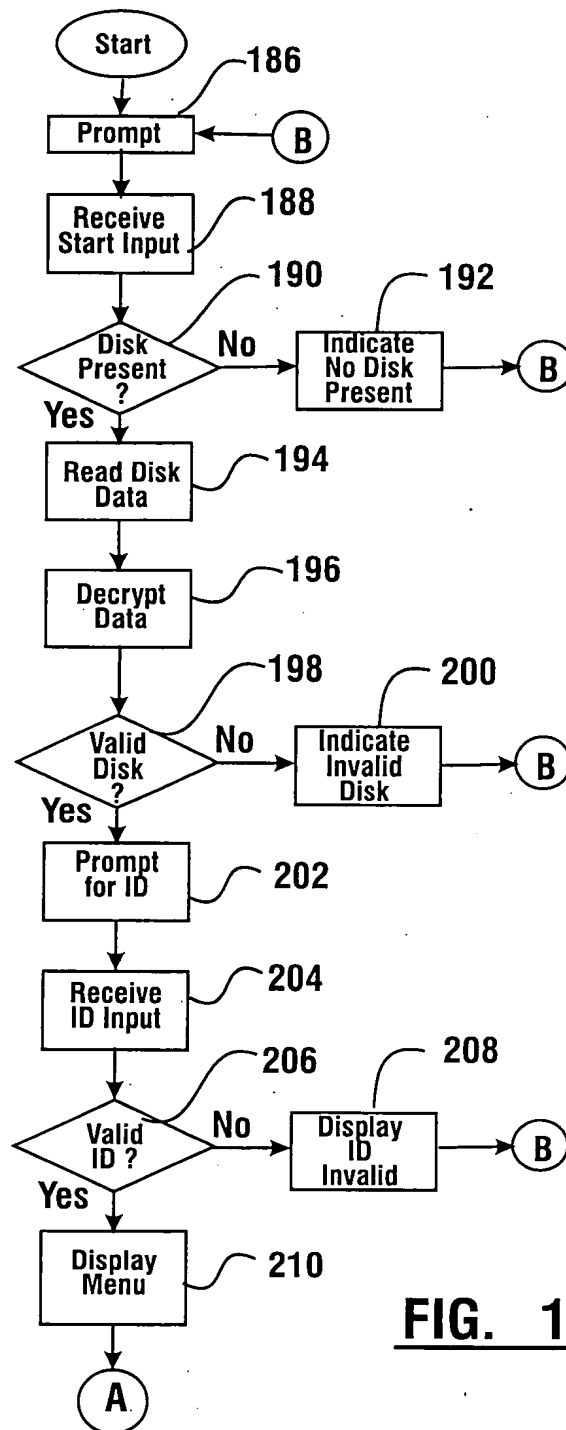 Start
186
Prompt
B
188
Receive
Start Input
190
192
Disk
Present
?
No
Indicate
No Disk
Present
B
Yes
194
Read Disk
Data
196
Decrypt
Data
198
200
Valid
Disk
?
No
Indicate
Invalid
Disk
B
Yes
Prompt
for ID
202
204
Receive
ID Input
206
208
Valid
ID ?
No
Display
ID
Invalid
B
Yes
Display
Menu
210
FIG. 1
A